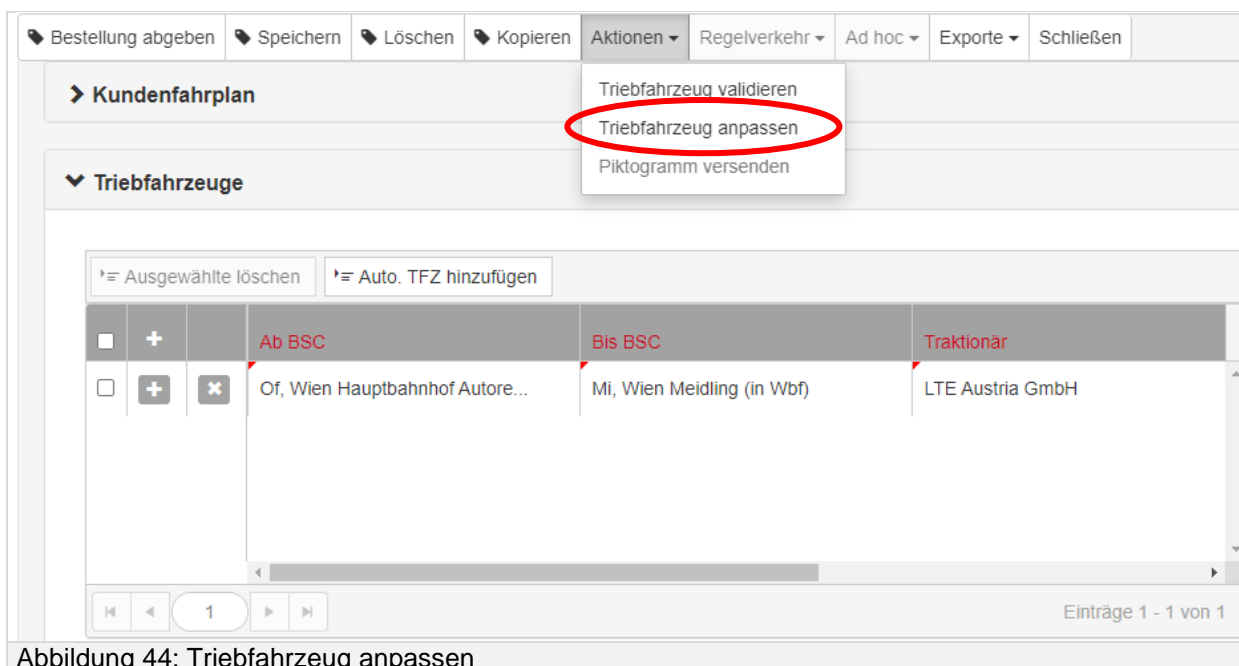 Bestellung abgeben Speichern Löschen Kopieren Aktionen Regelverkehr Ad hoc Exporte Schließen
Kundenfahrplan
Triebfahrzeug validieren
Triebfahrzeug anpassen
Piktogramm versenden
Triebfahrzeuge
Ausgewählte löschen Auto. TFZ hinzufügen
Ab BSC Bis BSC Traktionär
Of, Wien Hauptbahnhof Autore... Mi, Wien Meidling (in Wbf) LTE Austria GmbH
1 Einträge 1 - 1 von 1
Abbildung 44: Triebfahrzeug anpassen